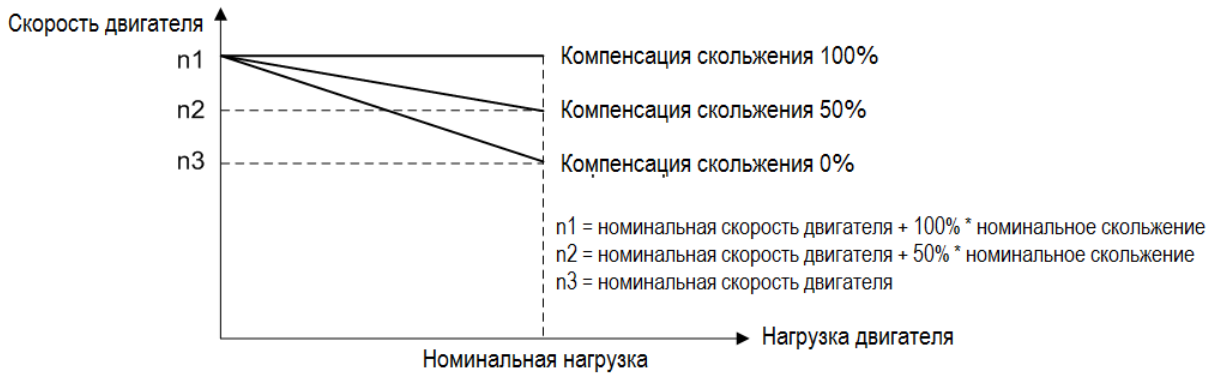 Скорость двигателя
n1
Компенсация скольжения 100%
n2
Компенсация скольжения 50%
n3
Компенсация скольжения 0%
n1 = номинальная скорость двигателя + 100% * номинальное скольжение
n2 = номинальная скорость двигателя + 50% * номинальное скольжение
n3 = номинальная скорость двигателя
Нагрузка двигателя
Номинальная нагрузка